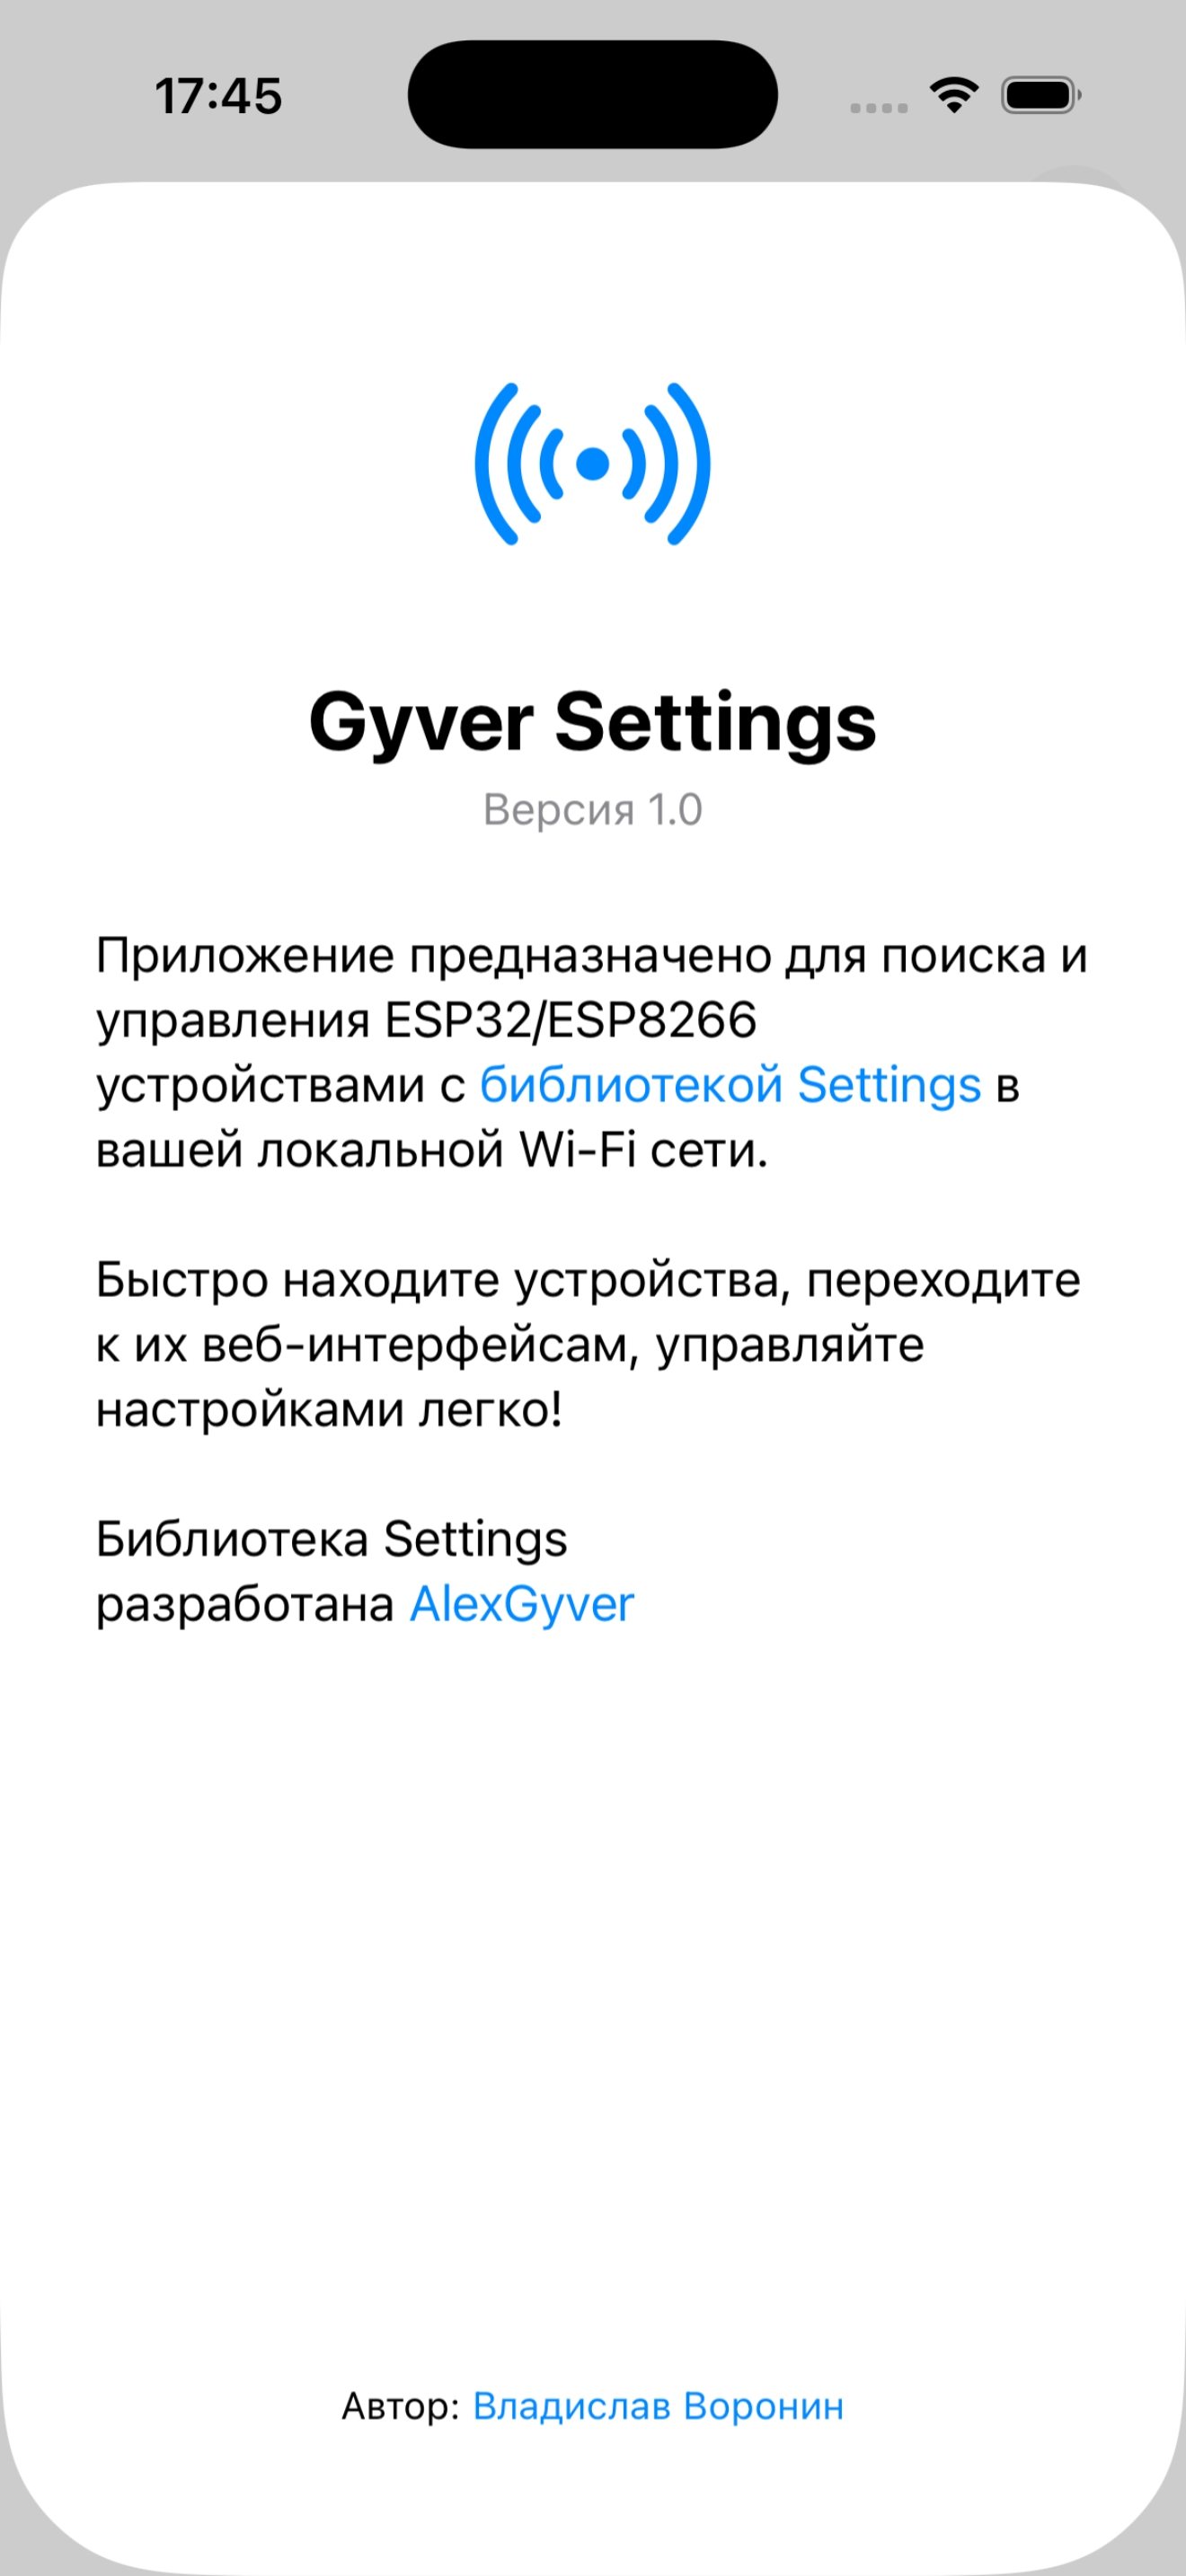 17:45
Gyver Settings
Версия 1.0
Приложение предназначено для поиска и
управления ESP32/ESP8266
устройствами с библиотекой Settings в
вашей локальной Wi-Fi сети.
Быстро находите устройства, переходите
к их веб-интерфейсам, управляйте
настройками легко!
Библиотека Settings
разработана AlexGyver
Автор: Владислав Воронин